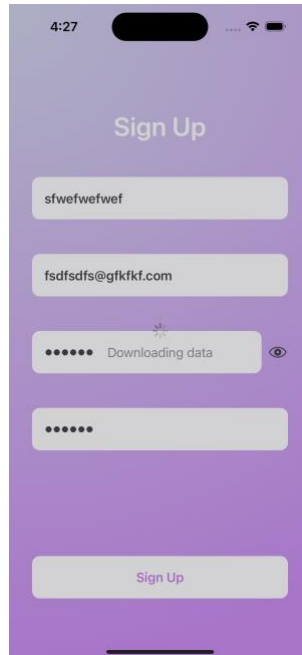 4:27
Sign Up
sfwefwefwef
fsdfsdfs@gfkfkf.com
•••••• Downloading data
••••••
Sign Up